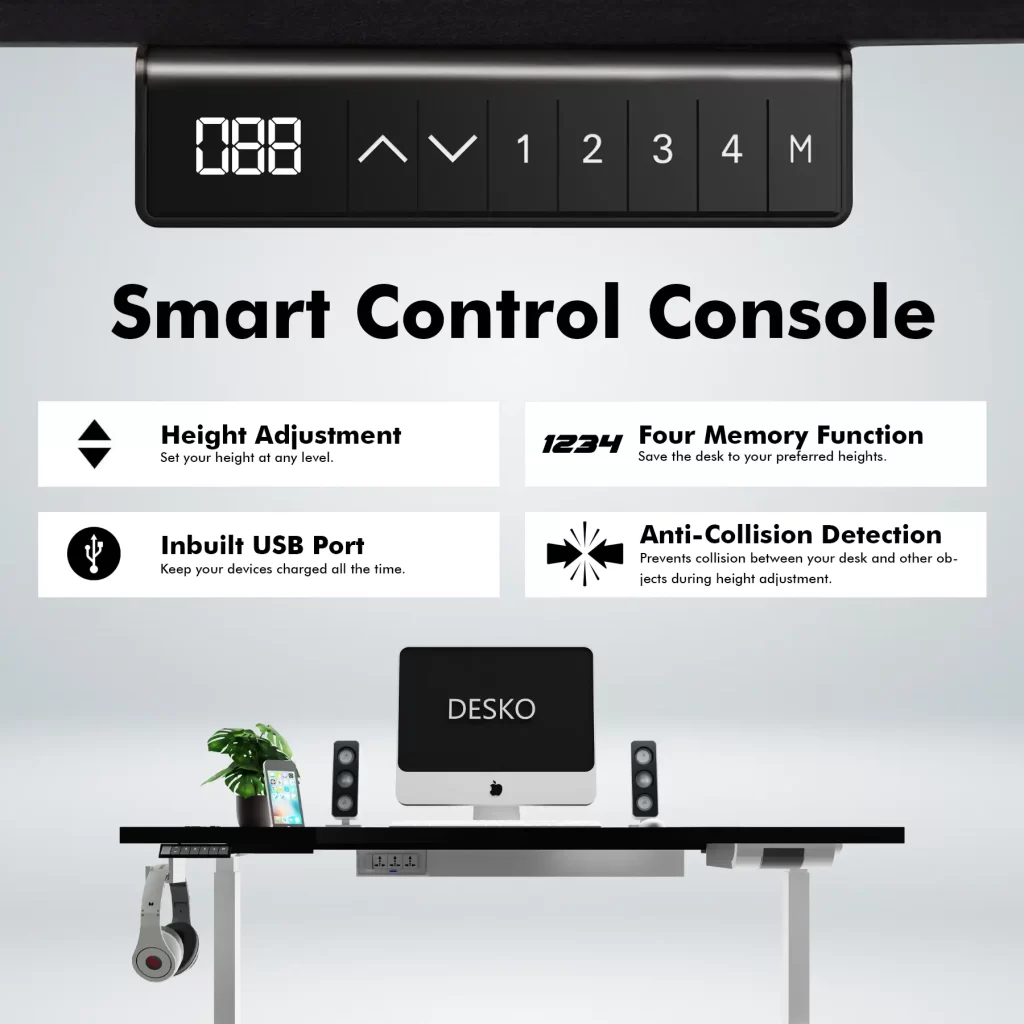 088
1
2
3
4
M
Smart Control Console
Height Adjustment
Set your height at any level.
1234
Four Memory Function
Save the desk to your preferred heights.
Inbuilt USB Port
Keep your devices charged all the time.
Anti-Collision Detection
Prevents collision between your desk and other ob-
jects during height adjustment.
DESKO